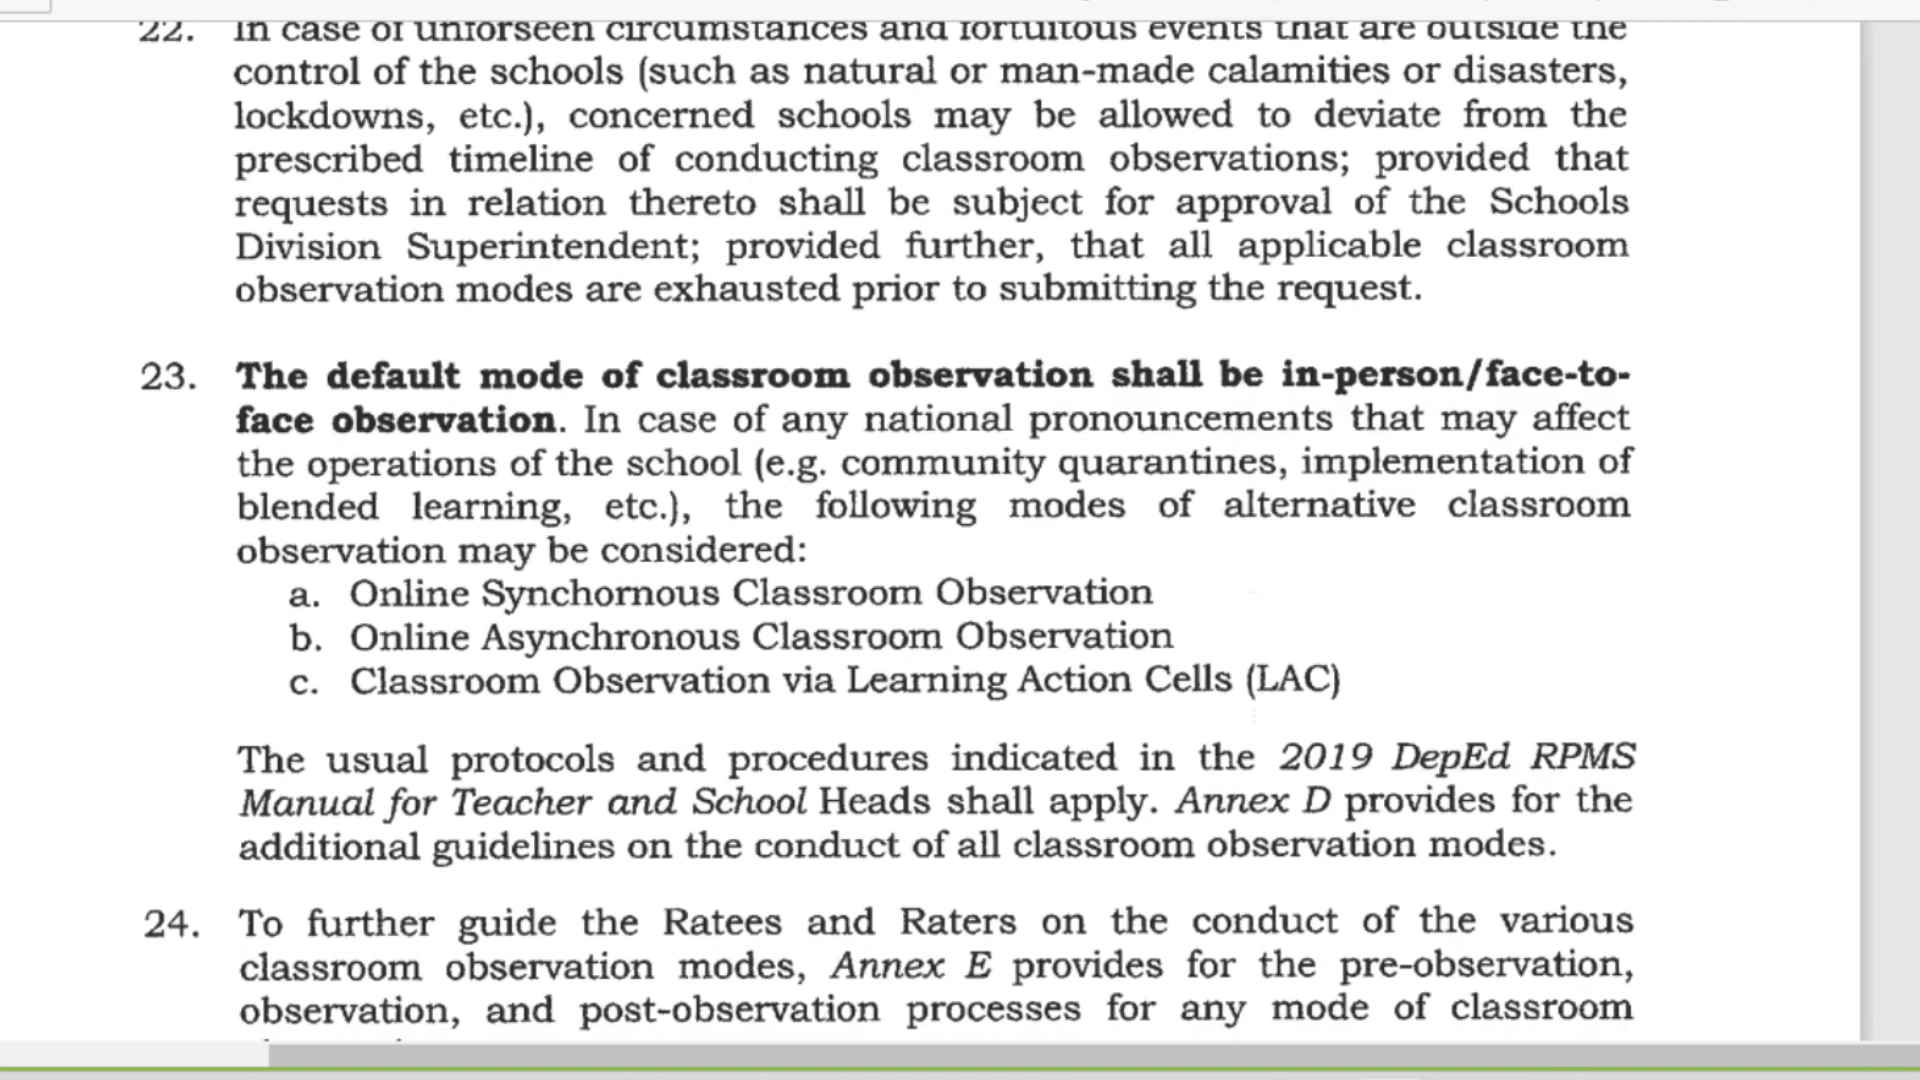 22. In case of unforseen circumstances and fortuitous events that are outside the
control of the schools (such as natural or man-made calamities or disasters,
lockdowns, etc.), concerned schools may be allowed to deviate from the
prescribed timeline of conducting classroom observations; provided that
requests in relation thereto shall be subject for approval of the Schools
Division Superintendent; provided further, that all applicable classroom
observation modes are exhausted prior to submitting the request.
23. The default mode of classroom observation shall be in-person/face-to-
face observation. In case of any national pronouncements that may affect
the operations of the school (e.g. community quarantines, implementation of
blended learning, etc.), the following modes of alternative classroom
observation may be considered:
a. Online Synchornous Classroom Observation
b. Online Asynchronous Classroom Observation
c. Classroom Observation via Learning Action Cells (LAC)
The usual protocols and procedures indicated in the 2019 DepEd RPMS
Manual for Teacher and School Heads shall apply. Annex D provides for the
additional guidelines on the conduct of all classroom observation modes.
24. To further guide the Ratees and Raters on the conduct of the various
classroom observation modes, Annex E provides for the pre-observation,
observation, and post-observation processes for any mode of classroom